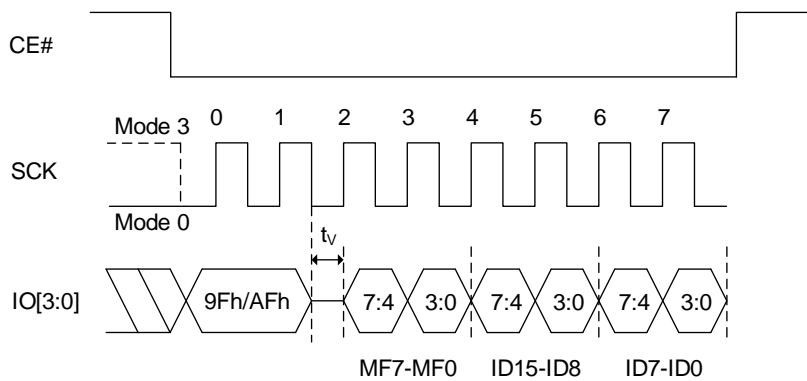 CE#
Mode 3
0 1 2 3 4 5 6 7
SCK
Mode 0
tV
IO[3:0]
9Fh/AFh
7:4 3:0 7:4 3:0 7:4 3:0
MF7-MF0 ID15-ID8 ID7-ID0